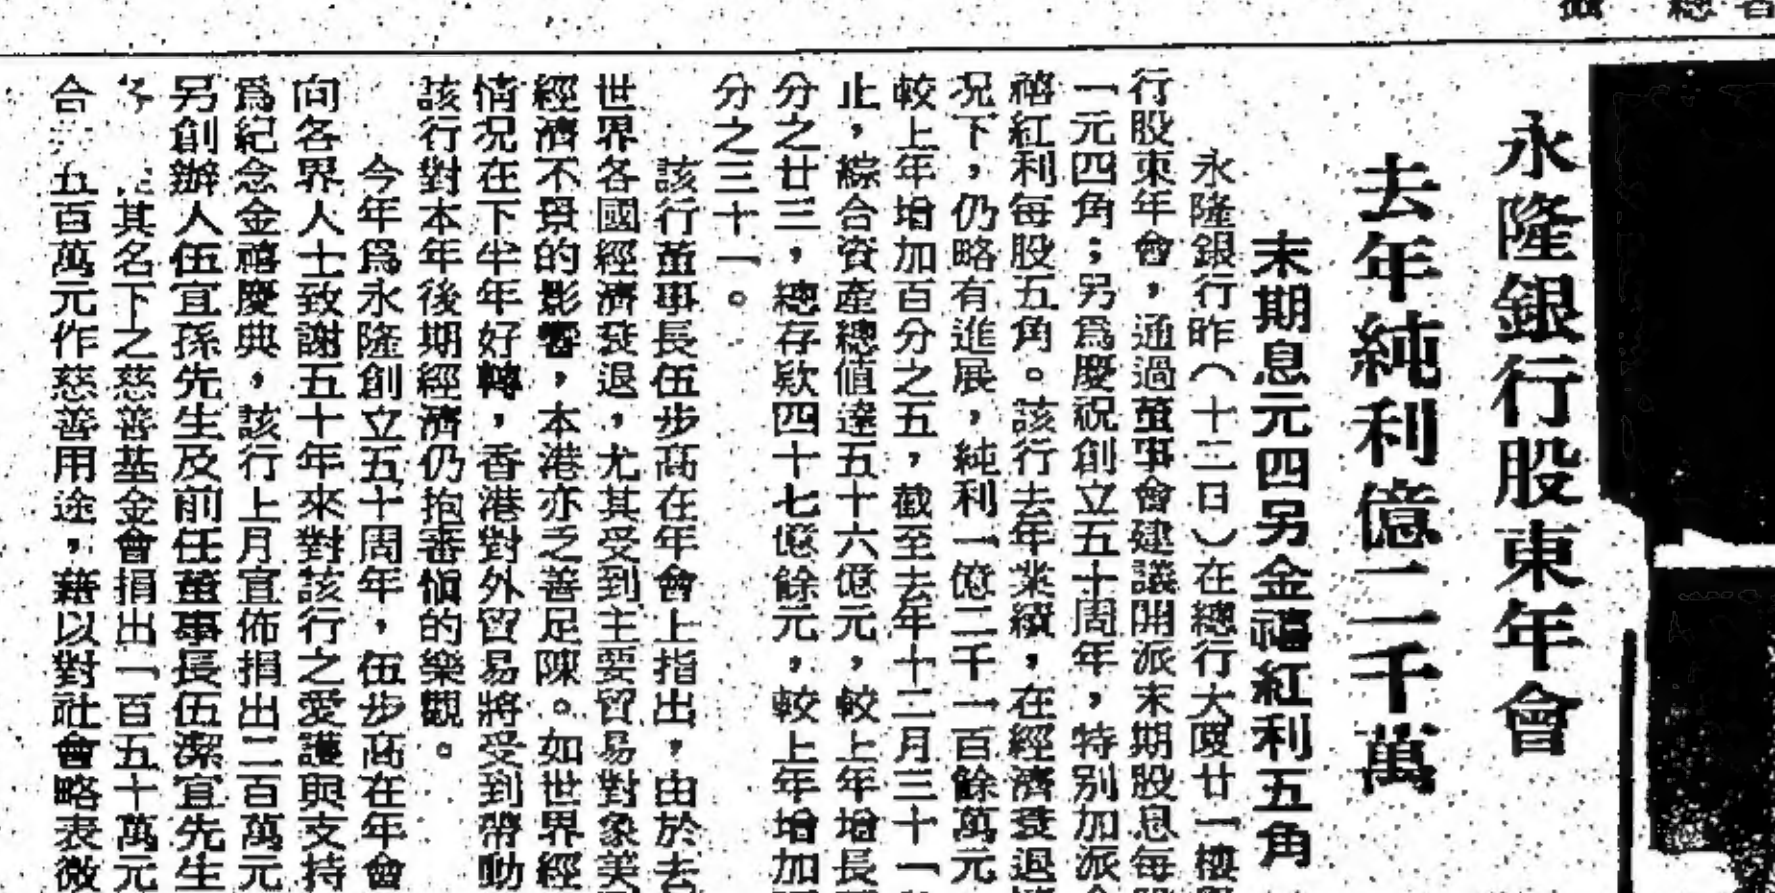 永隆銀行股東年會
去年純利億二千萬
末期息元四另金禧紅利五角
永隆銀行昨(十三日)在總行大廈廿一樓
行股東年會,通過董事會建議開派末期股息每
一元四角;另爲慶祝創立五十周年,特別加派
禧紅利每股五角。該行去年業績,在經濟衰退
况下,仍略有進展,純利一億二千一百餘萬元
較上年增加百分之五,截至去年十二月三十一
止,綜合資產總値達五十六億元,較上年增長
分之廿三,總存欵四十七億餘元,較上年增加
分之三十一。
該行董事長伍步高在年會上指出,由於去
世界各國經濟衰退,尤其受到主要貿易對象美
經濟不景的影響,本港亦乏善足陳。如世界經
情况在下半年好轉,香港對外貿易將受到帶動
該行對本年後期經濟仍抱審愼的樂觀。
今年爲永隆創立五十周年,伍步高在年會
向各界人士致謝五十年來對該行之愛護與支持
爲紀念金禧慶典,該行上月宣佈捐出二百萬元
另創辦人伍宜孫先生及前任董事長伍潔宜先生
其名下之慈善基金會捐出一百五十萬元
合 五百萬元作慈善用途,藉以對社會略表微